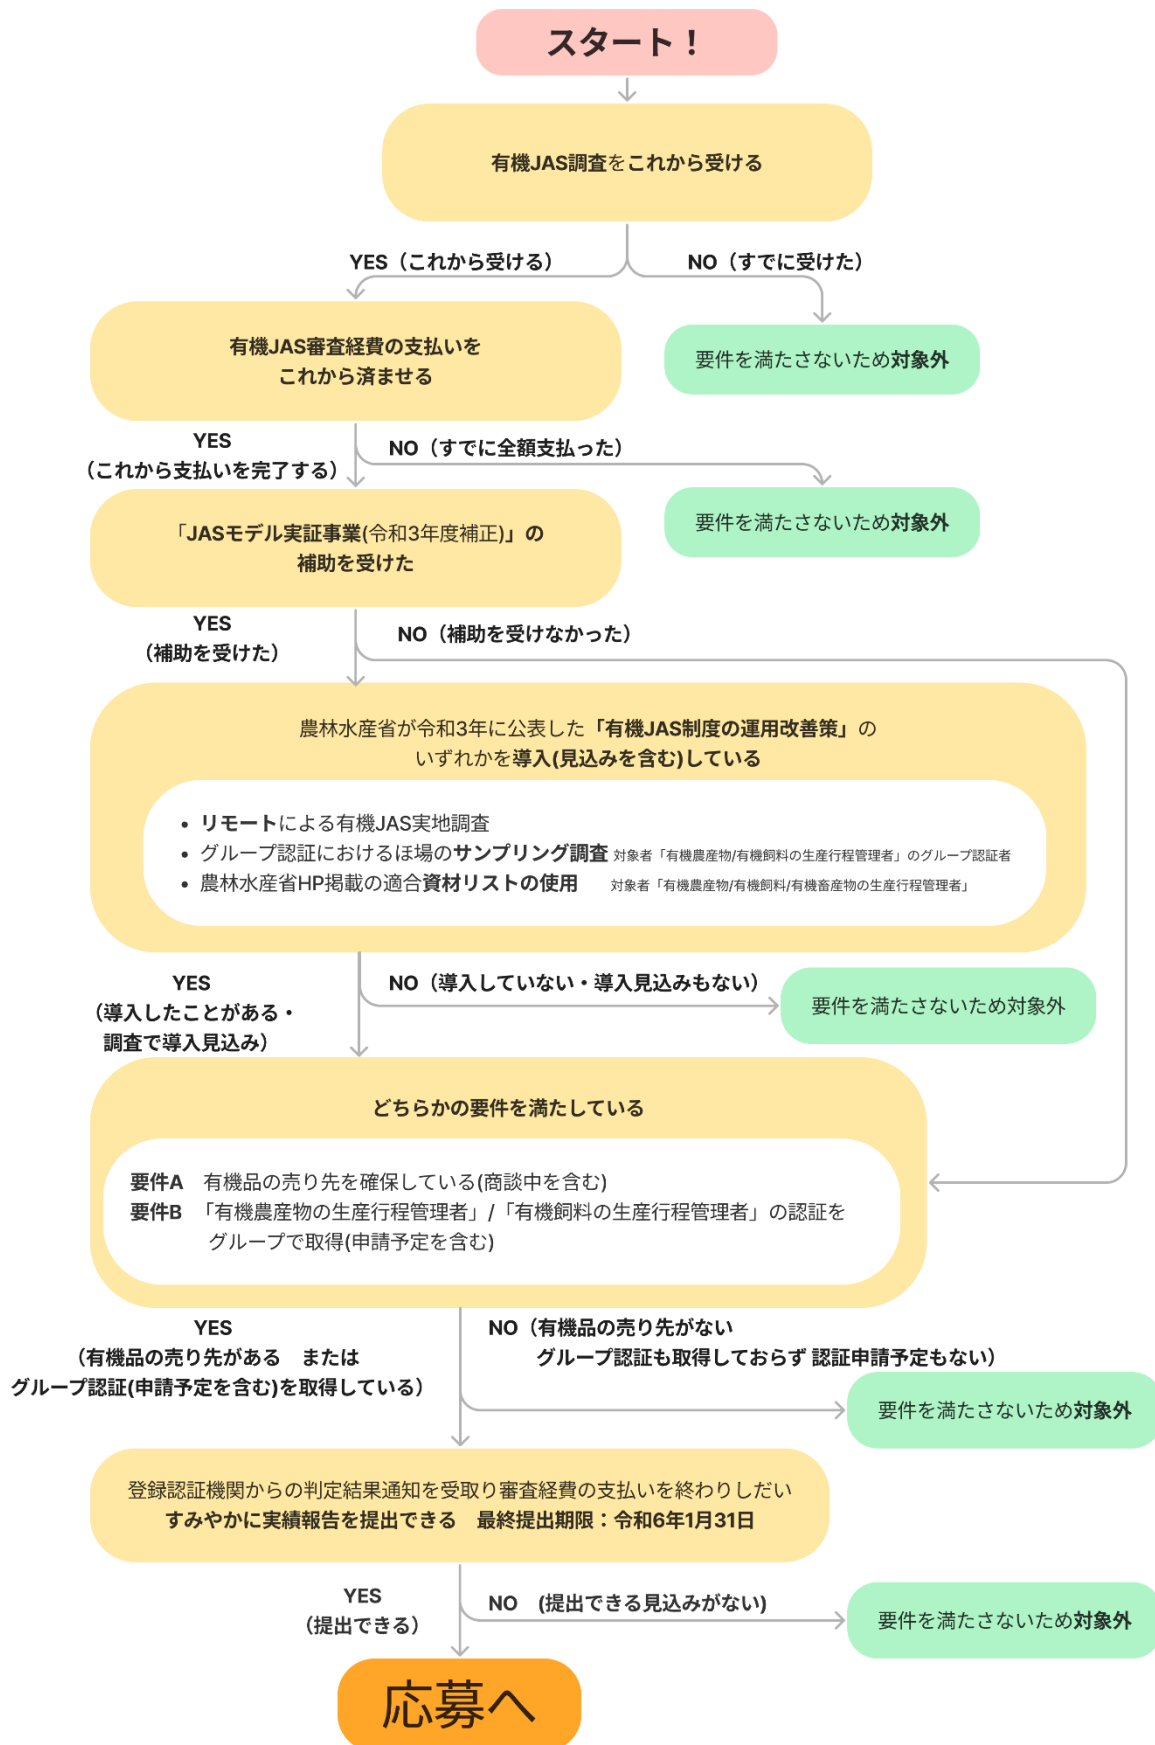 スタート！
有機JAS調査をこれから受ける
YES（これから受ける）
NO（すでに受けた）
有機JAS審査経費の支払いを
これから済ませる
要件を満たさないため対象外
YES
（これから支払いを完了する）
NO（すでに全額支払った）
要件を満たさないため対象外
「JASモデル実証事業(令和3年度補正)」の
補助を受けた
YES
（補助を受けた）
NO（補助を受けなかった）
農林水産省が令和3年に公表した「有機JAS制度の運用改善策」の
いずれかを導入(見込みを含む)している
• リモートによる有機JAS実地調査
• グループ認証におけるほ場のサンプリング調査 対象者「有機農産物/有機飼料の生産行程管理者」のグループ認証者
• 農林水産省HP掲載の適合資材リストの使用　対象者「有機農産物/有機飼料/有機畜産物の生産行程管理者」
YES
（導入したことがある・
調査で導入見込み）
NO（導入していない・導入見込みもない）
要件を満たさないため対象外
どちらかの要件を満たしている
要件A　有機品の売り先を確保している(商談中を含む)
要件B　「有機農産物の生産行程管理者」/「有機飼料の生産行程管理者」の認証を
グループで取得(申請予定を含む)
YES
（有機品の売り先がある　または
グループ認証(申請予定を含む)を取得している）
NO（有機品の売り先がない
グループ認証も取得しておらず 認証申請予定もない）
要件を満たさないため対象外
登録認証機関からの判定結果通知を受取り審査経費の支払いを終わりしだい
すみやかに実績報告を提出できる　最終提出期限：令和6年1月31日
YES
（提出できる）
NO　(提出できる見込みがない)
要件を満たさないため対象外
応募へ